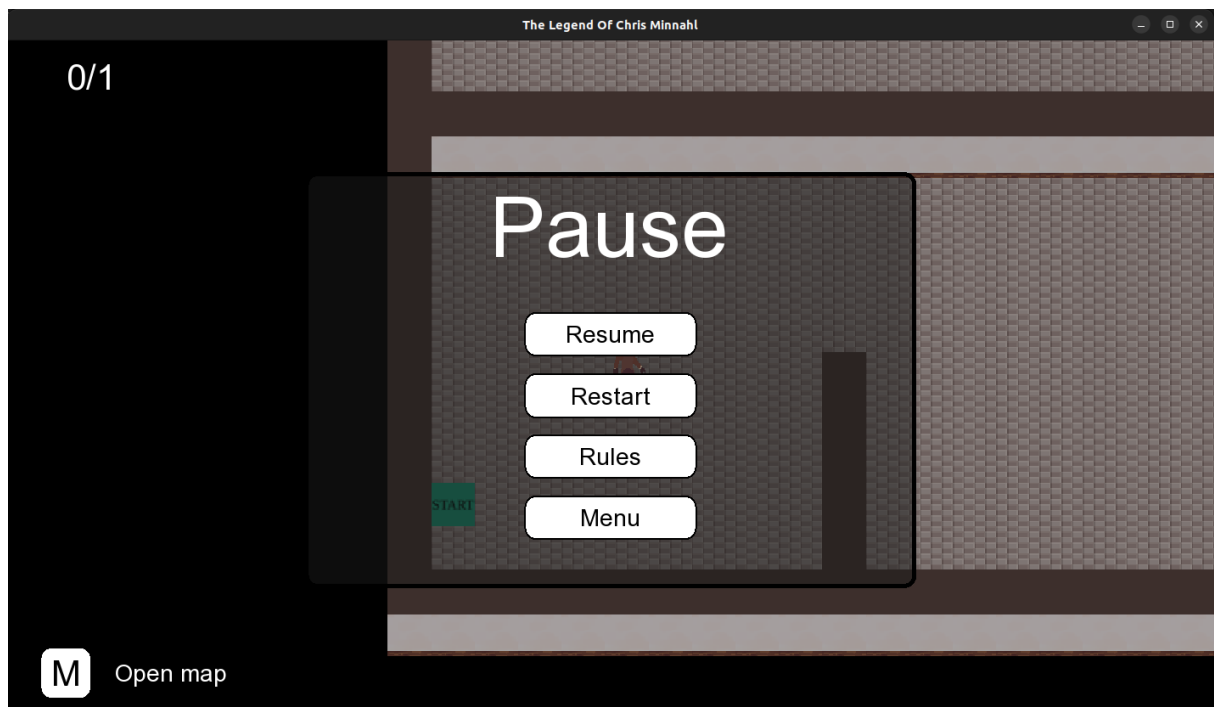 The Legend Of Chris Minnahl
0/1
Pause
Resume
Restart
Rules
START
Menu
M Open map